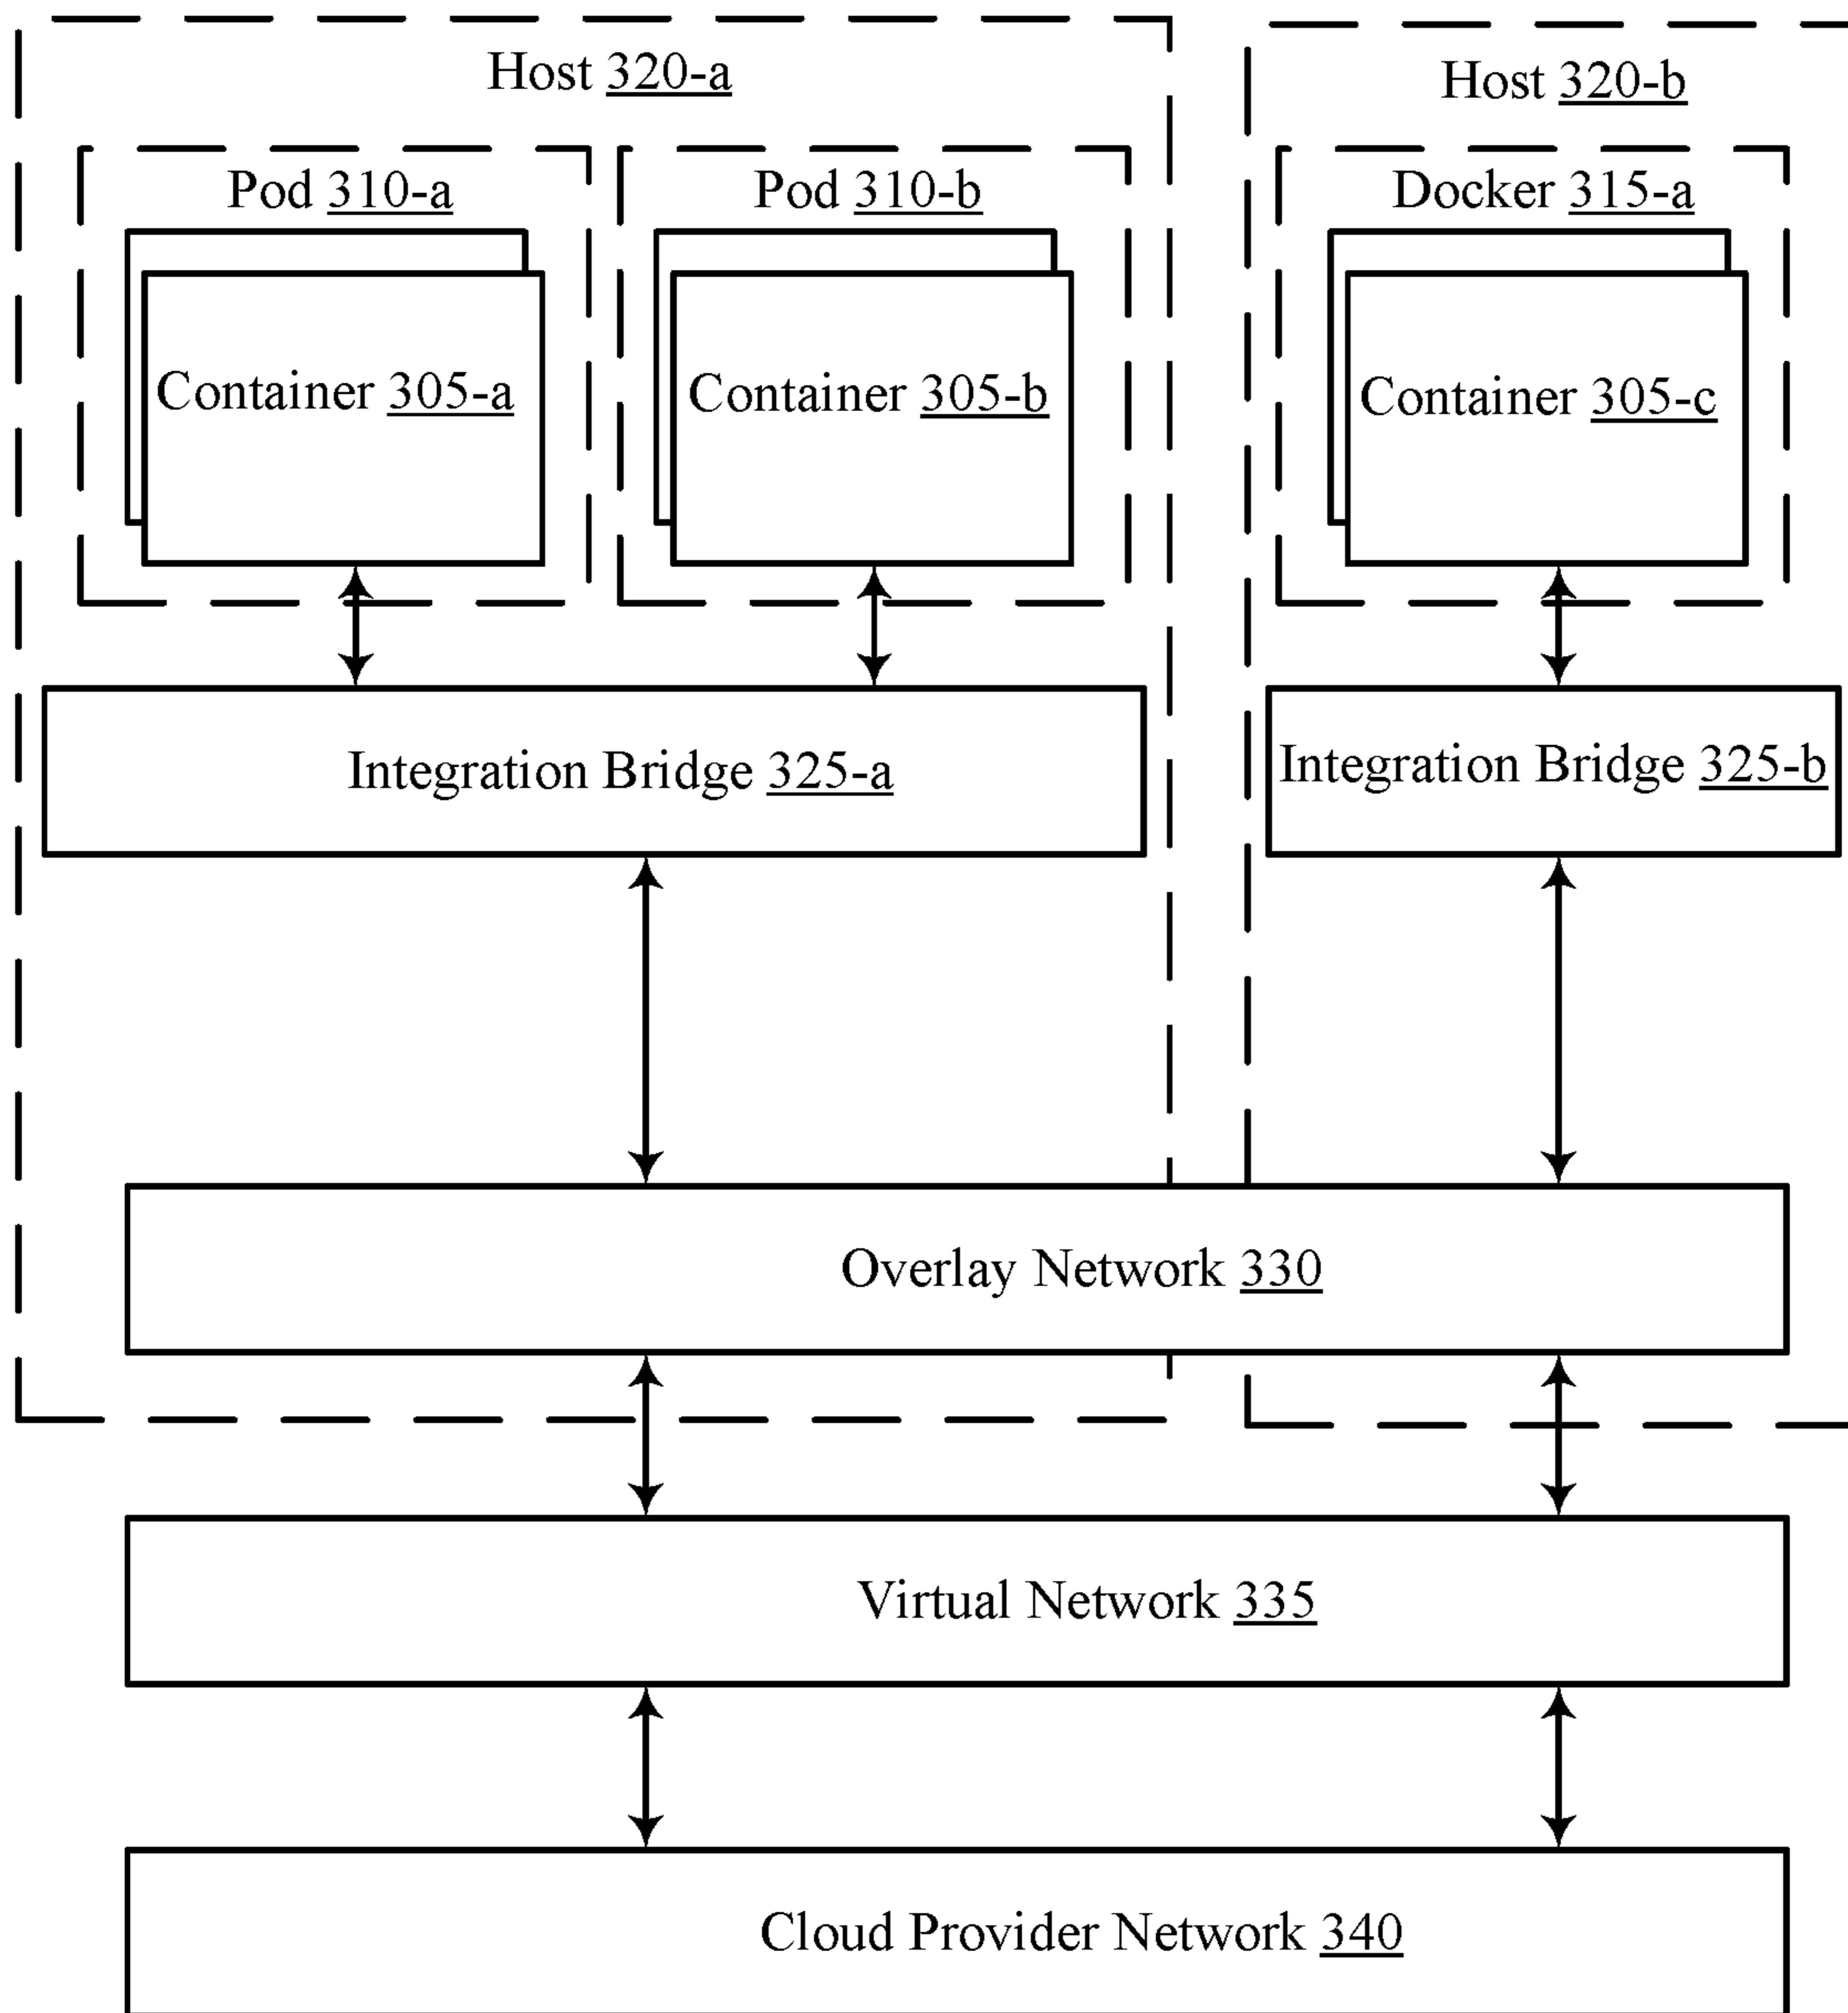 Host 320-a
Host 320-b
Pod 310-a
Pod 310-b
Docker 315-a
Container 305-a
Container 305-b
Container 305-c
Integration Bridge 325-a
Integration Bridge 325-b
Overlay Network 330
Virtual Network 335
Cloud Provider Network 340